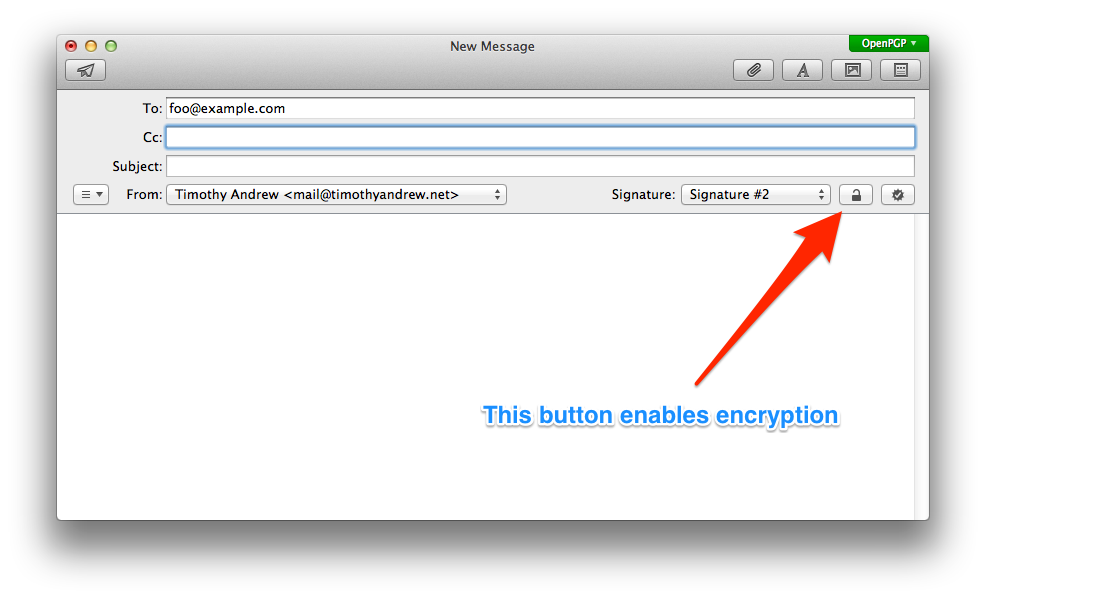 New Message
OpenPGP
To: foo@example.com
Cc:
Subject:
From: Timothy Andrew <mail@timothyandrew.net> Signature: Signature #2
This button enables encryption